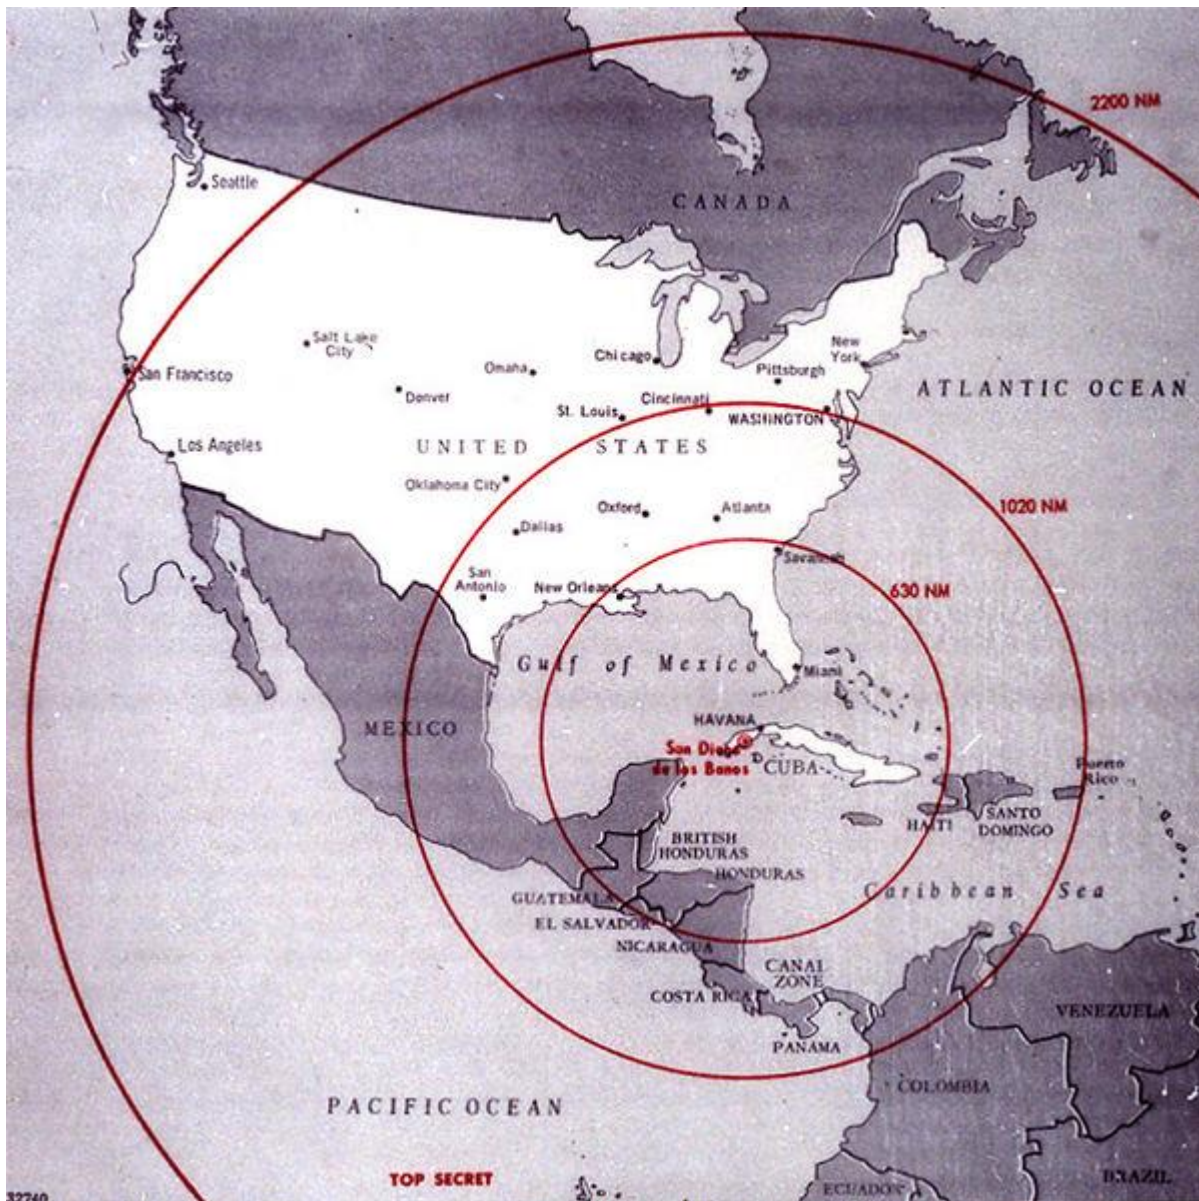 2200 NM
Seattle
CANADA
Salt Lake
City
San Francisco
Denver
Omaha
Chicago
New
York
Pittsburgh
ATLANTIC OCEAN
St. Louis
Cincinnati
WASHINGTON
Los Angeles
UNITED STATES
Oklahoma City
Oxford
Atlanta
1020 NM
Dallas
San
Antonio
New Orleans
Savannah
630 NM
Gulf of Mexico
Miami
MEXICO
HAVANA
San Diego
de los Banos
CUBA
Puerto
Rico
HAITI
SANTO
DOMINGO
BRITISH
HONDURAS
HONDURAS
GUATEMALA
Caribbean Sea
EL SALVADOR
NICARAGUA
CANAL
ZONE
COSTA RICA
PANAMA
VENEZUELA
COLOMBIA
PACIFIC OCEAN
TOP SECRET
ECUADOR
BRAZIL
32740